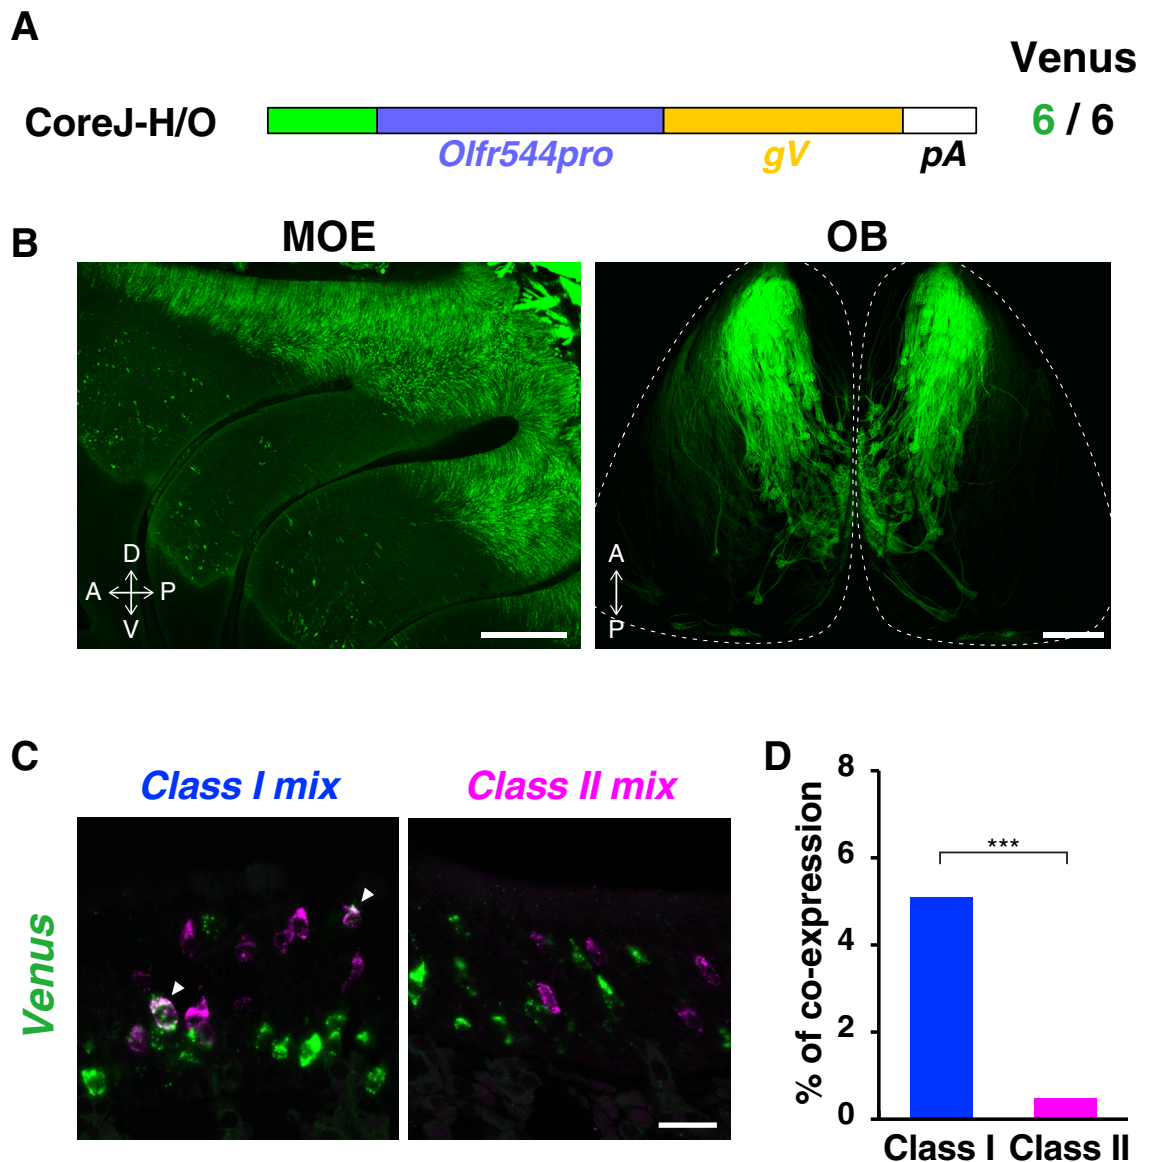 A
Venus
CoreJ-H/O
6 / 6
Olfr544pro
gV
pA
B
MOE
OB
D
A
P
V
A
P
C
Class I mix
Class II mix
Venus
D
% of co-expression
8
6
4
2
0
***
Class I
Class II